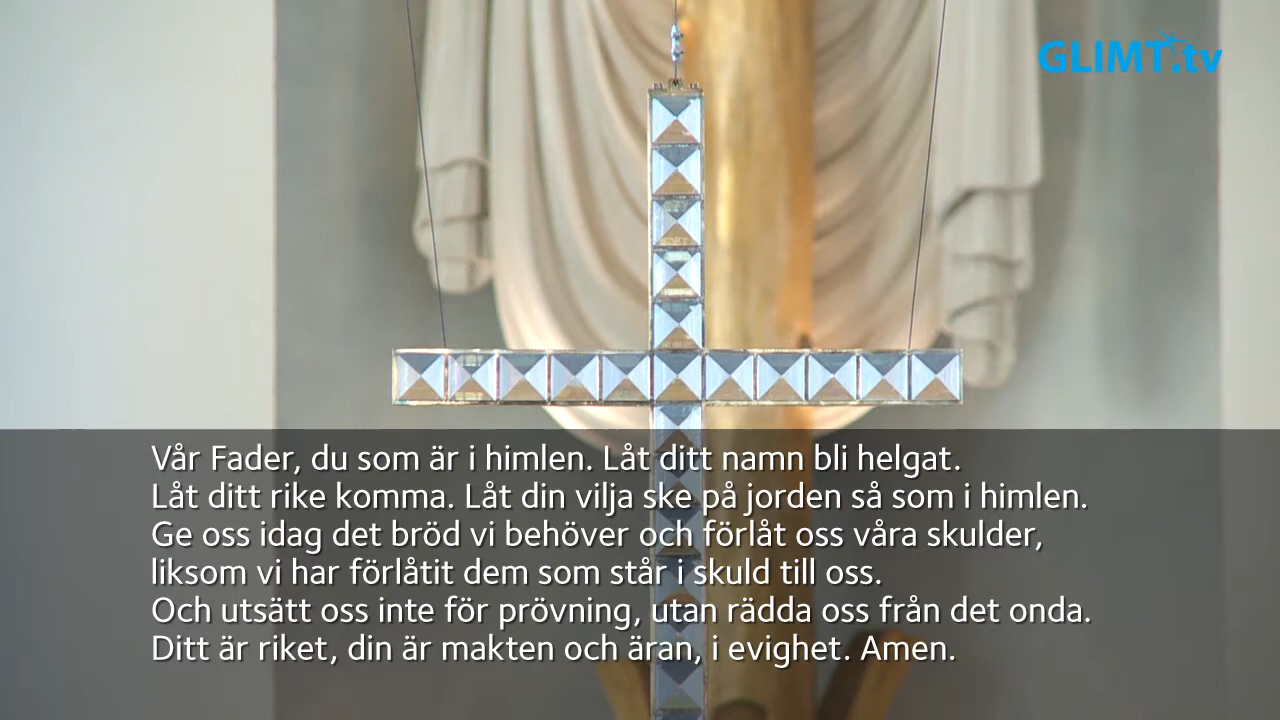 GLIMT.tv
Vår Fader, du som är i himlen. Låt ditt namn bli helgat.
Låt ditt rike komma. Låt din vilja ske på jorden så som i himlen.
Ge oss idag det bröd vi behöver och förlåt oss våra skulder,
liksom vi har förlåtit dem som står i skuld till oss.
Och utsätt oss inte för prövning, utan rädda oss från det onda.
Ditt är riket, din är makten och äran, i evighet. Amen.